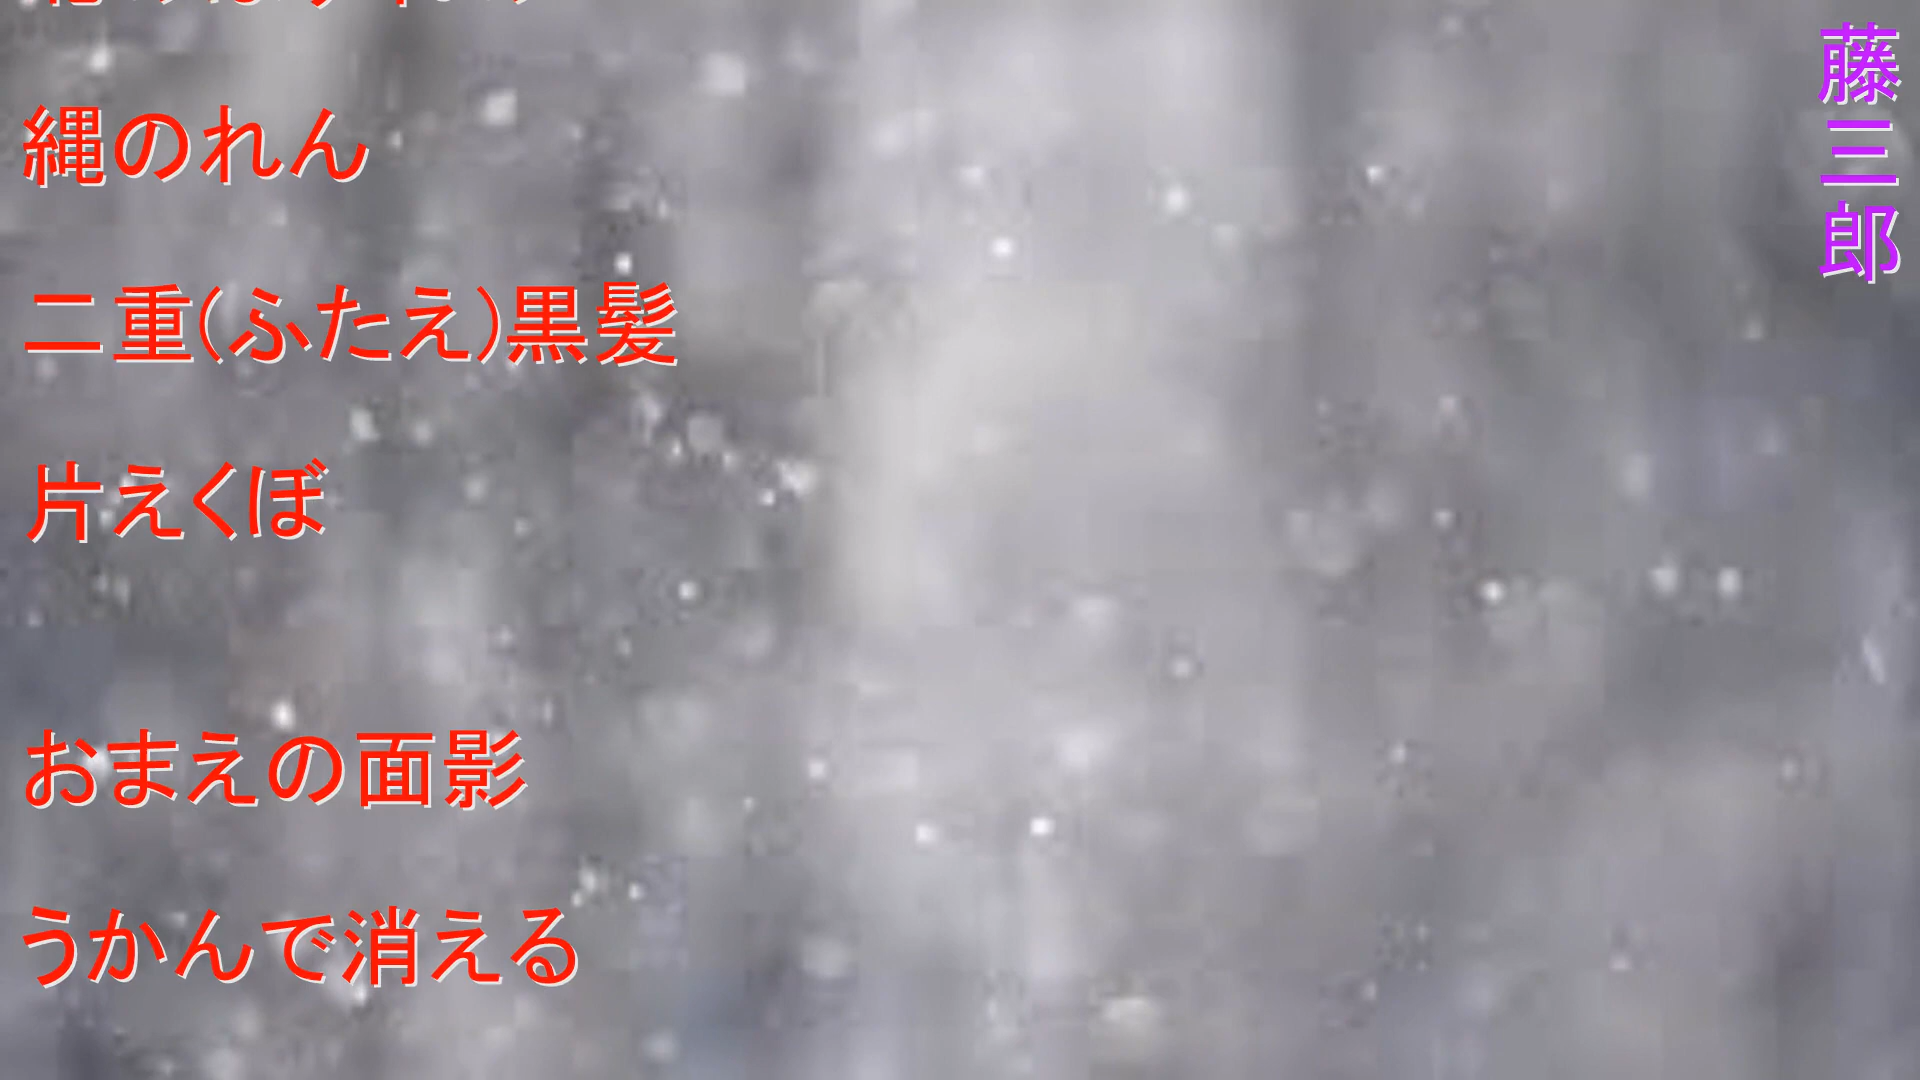 縄のれん
二重(ふたえ)黒髪
片えくぼ
おまえの面影
うかんで消える
藤三郎